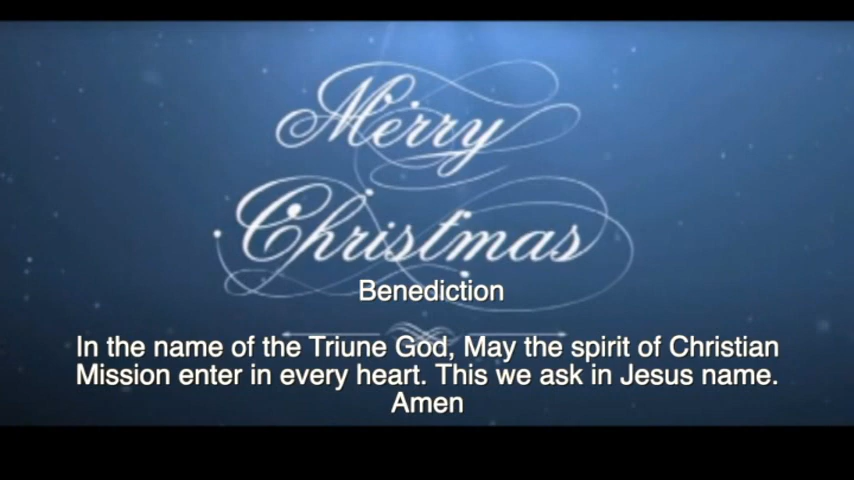 Merry
Christmas
Benediction
In the name of the Triune God, May the spirit of Christian
Mission enter in every heart. This we ask in Jesus name.
Amen